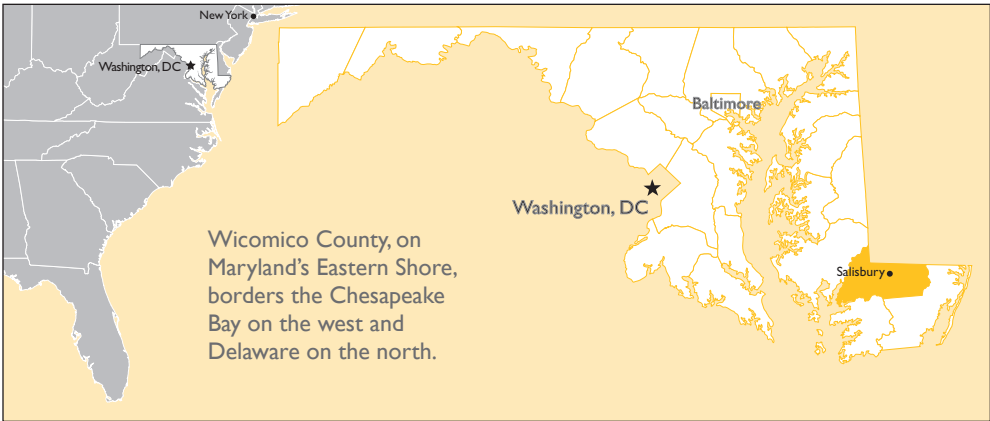 New York
Washington, DC
Baltimore
Washington, DC
Wicomico County, on
Maryland's Eastern Shore,
borders the Chesapeake
Bay on the west and
Delaware on the north.
Salisbury